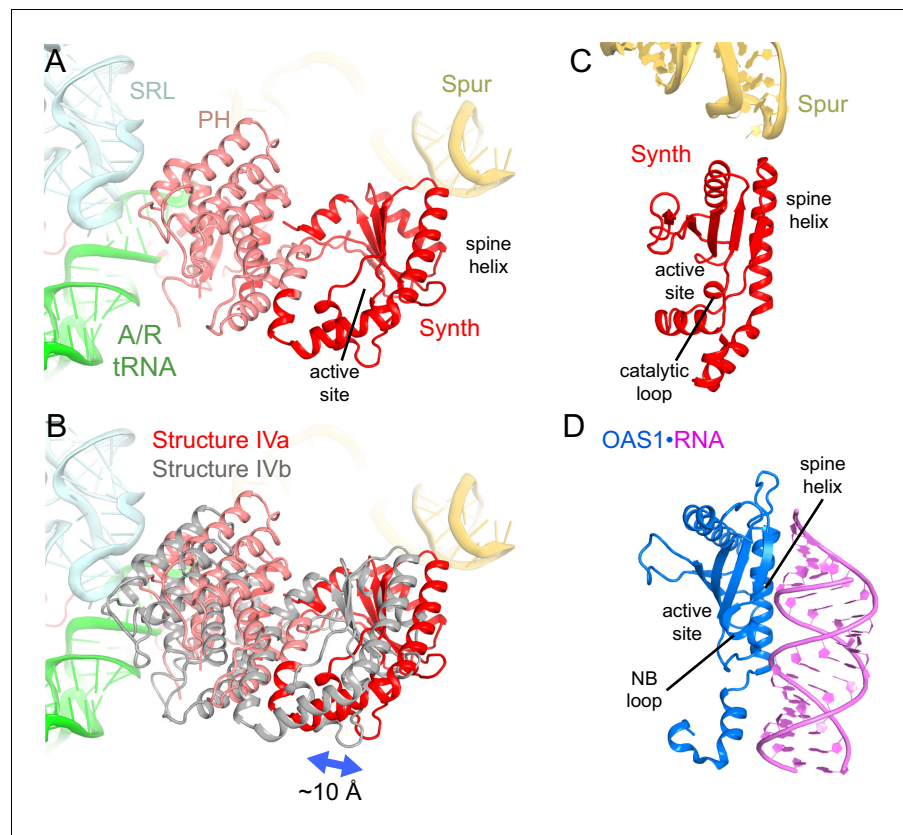 A
SRL
PH
Spur
spine
helix
Synth
active
site
A/R
tRNA
B
Structure IVa
Structure IVb
~10 Å
C
Spur
Synth
spine
helix
active
site
catalytic
loop
D
OAS1•RNA
spine
helix
active
site
NB
loop